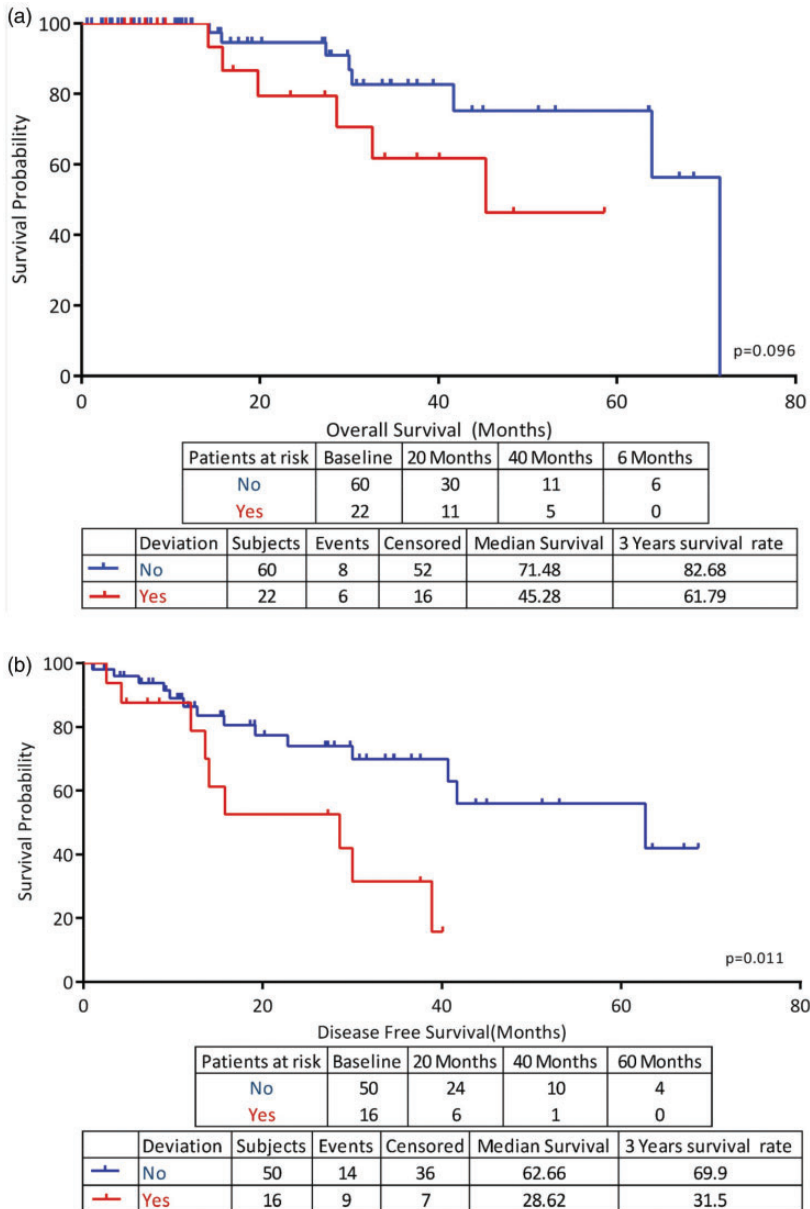 (a)
100
80
60
40
20
0
Survival Probability
p=0.096
20 40 60 80
Overall Survival (Months)
Patients at risk Baseline 20 Months 40 Months 6 Months
No 60 30 11 6
Yes 22 11 5 0
Deviation Subjects Events Censored Median Survival 3 Years survival rate
No 60 8 52 71.48 82.68
Yes 22 6 16 45.28 61.79
(b)
100
80
60
40
20
0
Survival Probability
p=0.011
0 20 40 60 80
Disease Free Survival(Months)
Patients at risk Baseline 20 Months 40 Months 60 Months
No 50 24 10 4
Yes 16 6 1 0
Deviation Subjects Events Censored Median Survival 3 Years survival rate
No 50 14 36 62.66 69.9
Yes 16 9 7 28.62 31.5